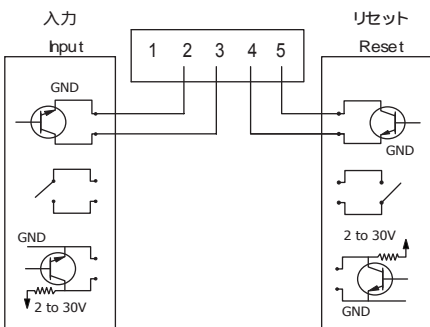 入力
Input
GND
GND
2 to 30V
1 2 3 4 5
リセット
Reset
GND
2 to 30V
GND